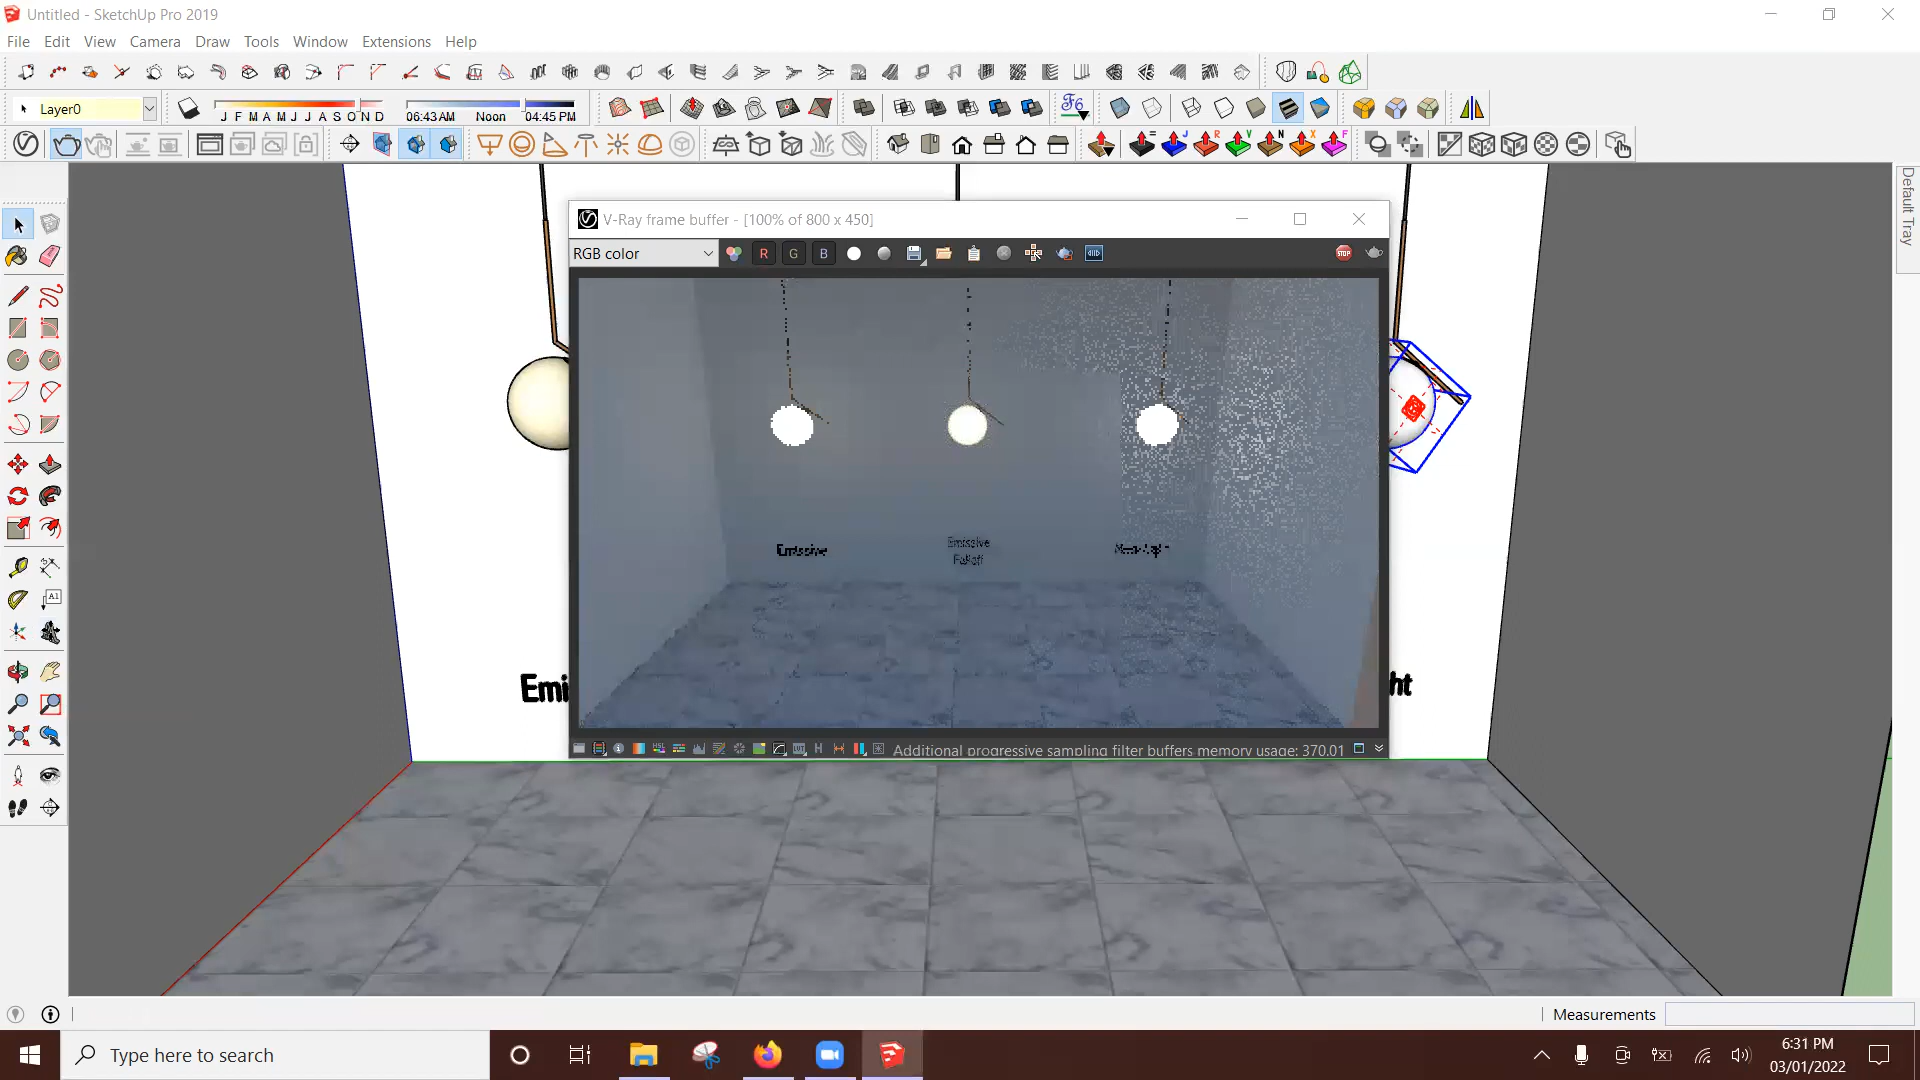 Untitled - SketchUp Pro 2019
File Edit View Camera Draw Tools Window Extensions Help
Layer0
J F M A M J J A S O N D
06:43 AM Noon 04:45 PM
Default Tray
V-Ray frame buffer - [100% of 800 x 450]
RGB color
R G B
STOP
Emissive
Emissive
Falloff
Emi
ht
Additional progressive sampling filter buffers memory usage: 370.01
Measurements
Type here to search
6:31 PM
03/01/2022